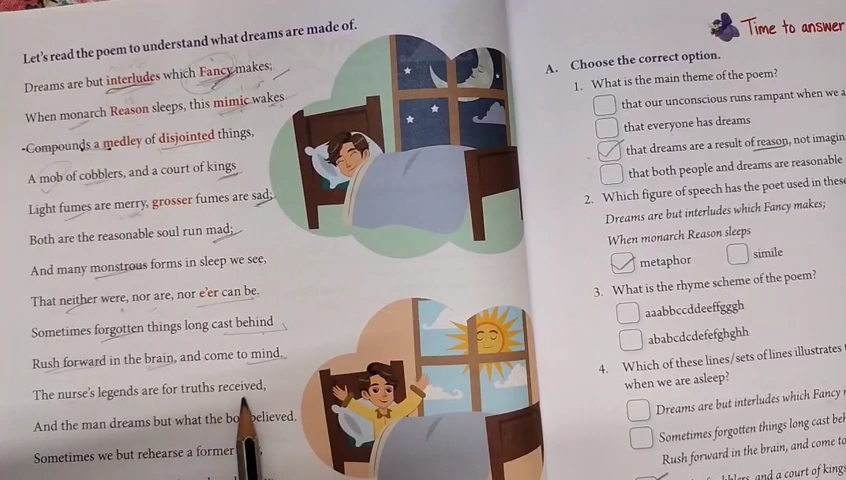 Let's read the poem to understand what dreams are made of.
Dreams are but interludes which Fancy makes;
When monarch Reason sleeps, this mimic wakes
Compounds a medley of disjointed things,
A mob of cobblers, and a court of kings
Light fumes are merry, grosser fumes are sad;
Both are the reasonable soul run mad;
And many monstrous forms in sleep we see,
That neither were, nor are, nor e'er can be.
Sometimes forgotten things long cast behind
Rush forward in the brain, and come to mind.
The nurse's legends are for truths received,
And the man dreams but what the believed.
Sometimes we but rehearse a former
Time to answer
A. Choose the correct option.
1. What is the main theme of the poem?
that our unconscious runs rampant when we a
that everyone has dreams
that dreams are a result of reason, not imagin
that both people and dreams are reasonable
2. Which figure of speech has the poet used in these
Dreams are but interludes which Fancy makes;
When monarch Reason sleeps
metaphor simile
3. What is the rhyme scheme of the poem?
aaabbccddeeffgggh
ababcdcdefefghghh
4. Which of these lines/sets of lines illustrates
when we are asleep?
Dreams are but interludes which Fancy
Sometimes forgotten things long cast beh
Rush forward in the brain, and come to
and a court of kings